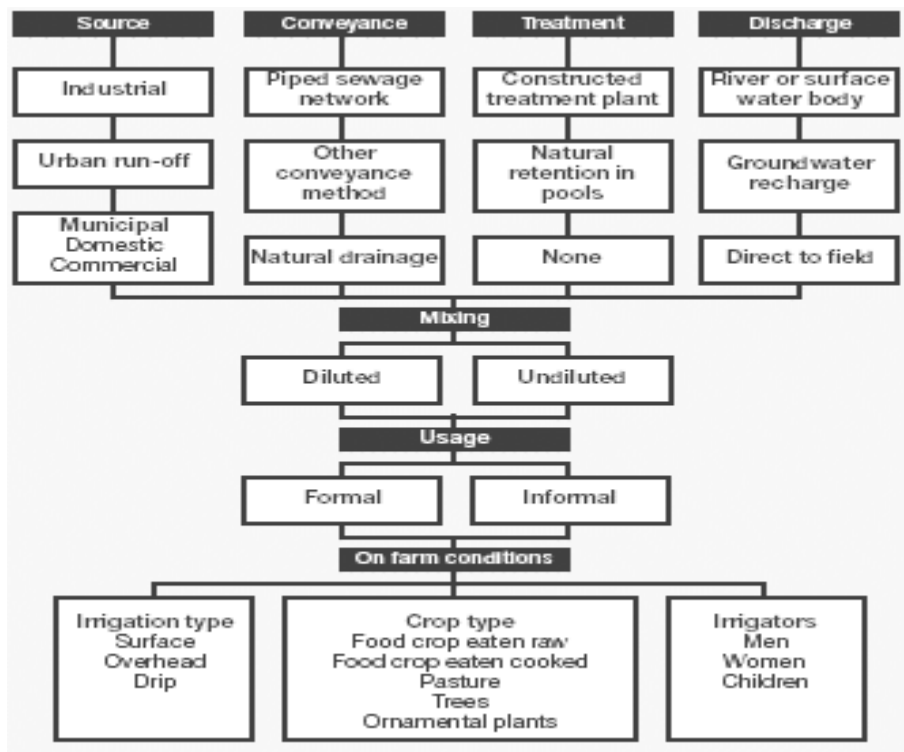 Source
Industrial
Urban run-off
Municipal
Domestic
Commercial
Conveyance
Piped sewage
network
Other
conveyance
method
Natural drainage
Treatment
Constructed
treatment plant
Natural
retention in
pools
None
Discharge
River or surface
water body
Groundwater
recharge
Direct to field
Mixing
Diluted
Undiluted
Usage
Formal
Informal
On farm conditions
Irrigation type
Surface
Overhead
Drip
Crop type
Food crop eaten raw
Food crop eaten cooked
Pasture
Trees
Ornamental plants
Irrigators
Men
Women
Children